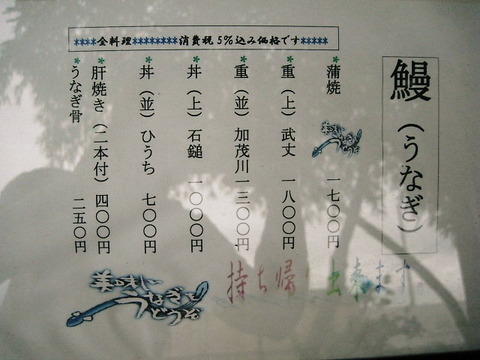 ****全料理********消費税5%込み価格です*****
鰻(うなぎ)
*蒲焼 一七〇〇円
*重(上)武丈 一八〇〇円
*重(並)加茂川一三〇〇円
*丼(上)石鎚 一〇〇〇円
*丼(並)ひうち 七〇〇円
*肝焼き(二本付)四〇〇円
*うなぎ骨 二五〇円
持ち帰り出来ます
美味しいうなぎをどうぞ